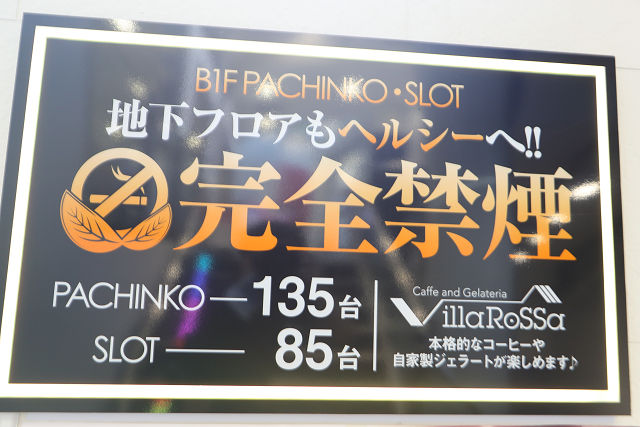 B1F PACHINKO・SLOT
地下フロアもヘルシーへ!!
完全禁煙
PACHINKO — 135台
SLOT — 85台
Caffe and Gelateria
VillaRoSSa
本格的なコーヒーや
自家製ジェラートが楽しめます♪